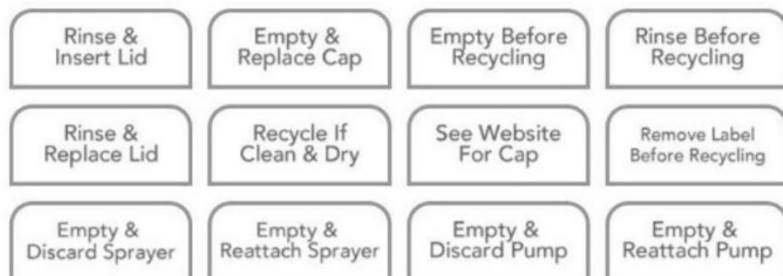 Rinse &
Insert Lid
Empty &
Replace Cap
Empty Before
Recycling
Rinse Before
Recycling
Rinse &
Replace Lid
Recycle If
Clean & Dry
See Website
For Cap
Remove Label
Before Recycling
Empty &
Discard Sprayer
Empty &
Reattach Sprayer
Empty &
Discard Pump
Empty &
Reattach Pump